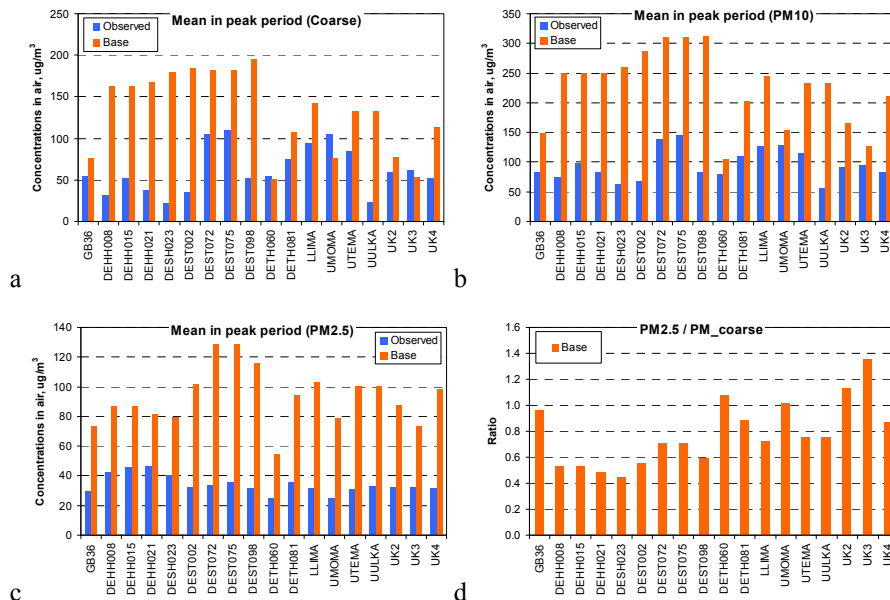 Mean in peak period (Coarse)
Observed
Base
Concentrations in air, ug/m³
250
200
150
100
50
0
GB36
DEHH008
DEHH015
DEHH021
DESH023
DEST002
DEST072
DEST075
DEST098
DETH060
DETH081
LLIMA
UMOMA
UTEMA
UULKA
UK2
UK3
UK4
a
Mean in peak period (PM10)
Observed
Base
Concentrations in air, ug/m³
350
300
250
200
150
100
50
0
GB36
DEHH008
DEHH015
DEHH021
DESH023
DEST002
DEST072
DEST075
DEST098
DETH060
DETH081
LLIMA
UMOMA
UTEMA
UULKA
UK2
UK3
UK4
b
Mean in peak period (PM2.5)
Observed
Base
Concentrations in air, ug/m³
140
120
100
80
60
40
20
0
GB36
DEHH008
DEHH015
DEHH021
DESH023
DEST002
DEST072
DEST075
DEST098
DETH060
DETH081
LLIMA
UMOMA
UTEMA
UULKA
UK2
UK3
UK4
c
PM2.5 / PM_coarse
Base
Ratio
1.6
1.4
1.2
1.0
0.8
0.6
0.4
0.2
0.0
GB36
DEHH008
DEHH015
DEHH021
DESH023
DEST002
DEST072
DEST075
DEST098
DETH060
DETH081
LLIMA
UMOMA
UTEMA
UULKA
UK2
UK3
UK4
d